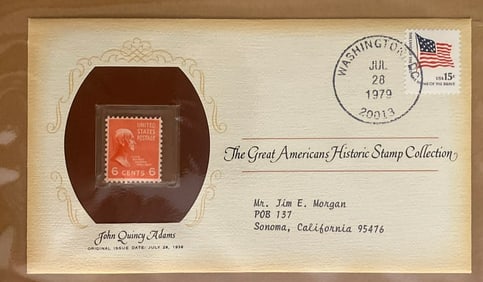 WASHINGTON, DC
JUL
28
1979
20013
USA 15c
UNITED
STATES
POSTAGE
6 CENTS 6
The Great Americans Historic Stamp Collection
John Quincy Adams
ORIGINAL ISSUE DATE: JULY 28, 1938
Mr. Jim E. Morgan
POB 137
Sonoma, California 95476